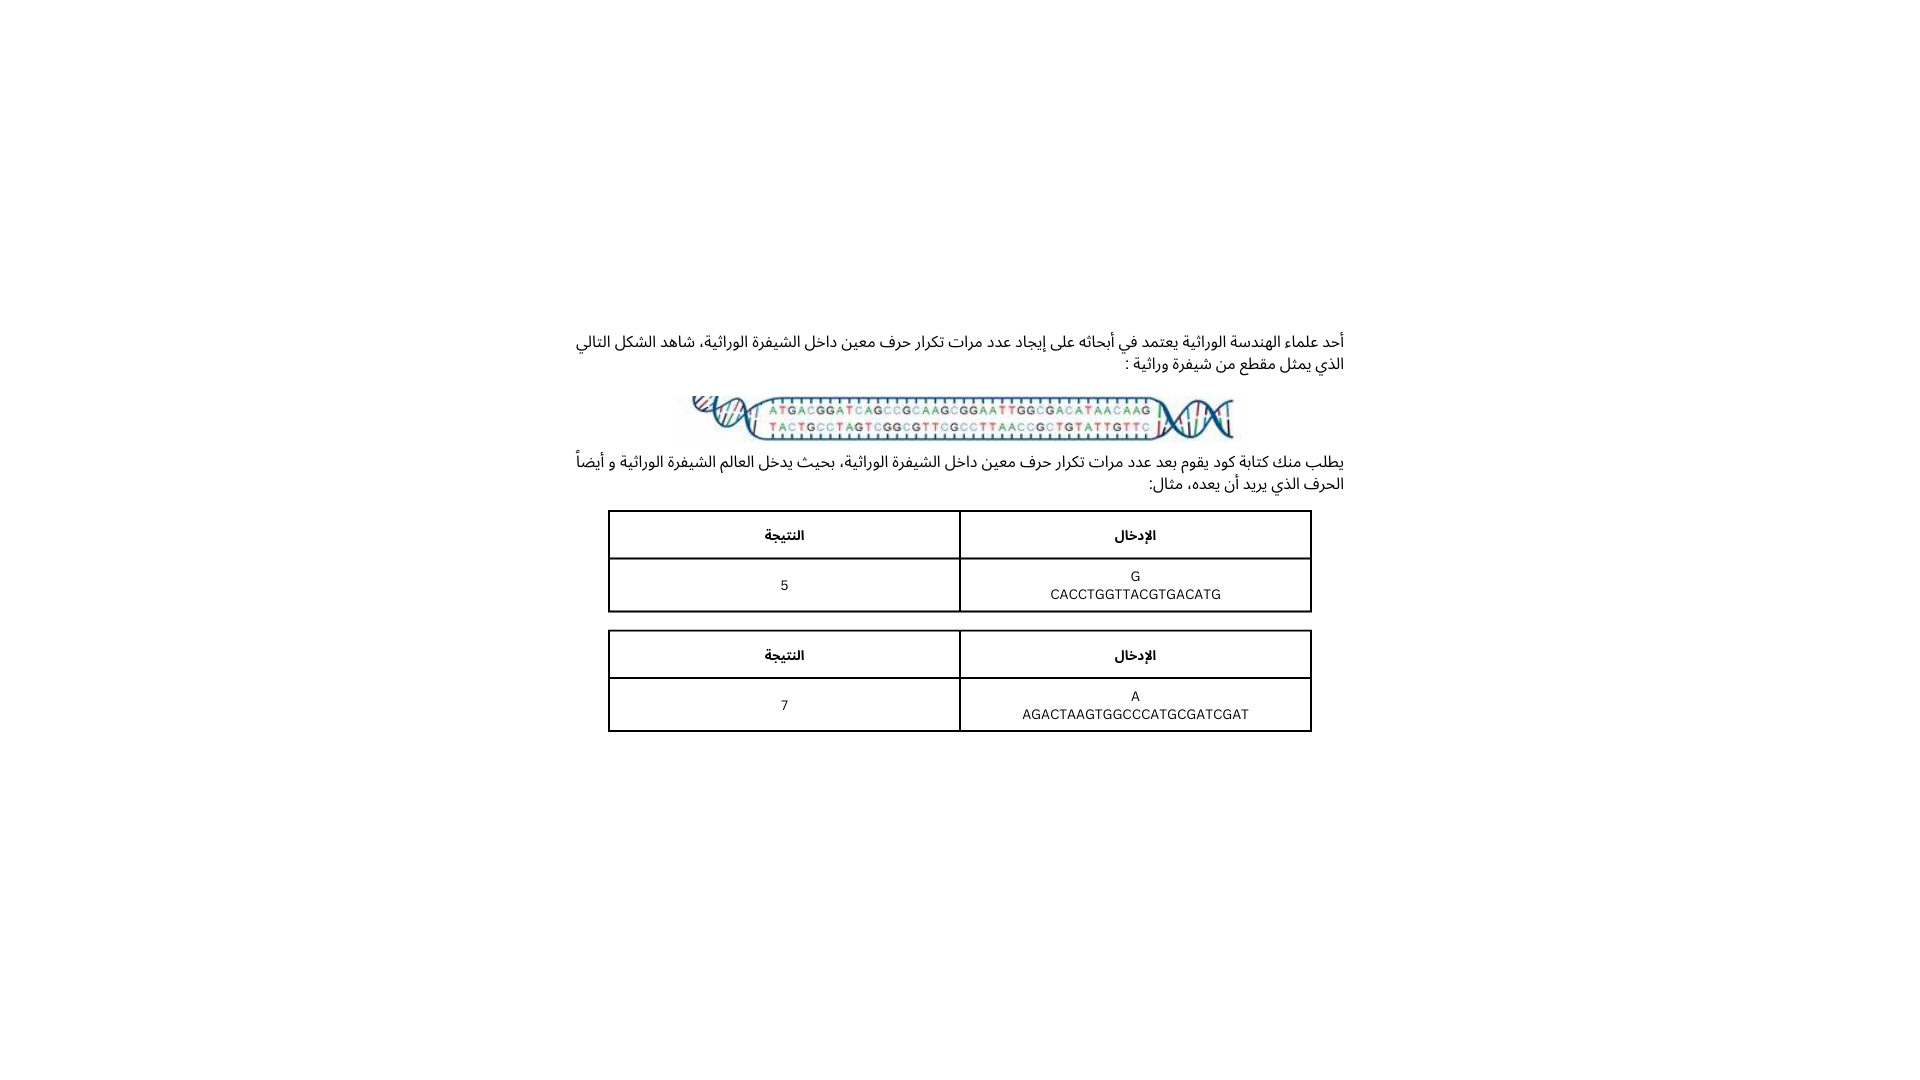 أحد علماء الهندسة الوراثية يعتمد في أبحاثه على إيجاد عدد مرات تكرار حرف معين داخل الشيفرة الوراثية، شاهد الشكل التالي
الذي يمثل مقطع من شيفرة وراثية :
ATGACGGATCAGCCGCAAGCGGAATTGGCGACATAACAAG
TACTGCCTAGTCGGCGTTCGCCTTAACCGCTGTATTGTTC
يطلب منك كتابة كود يقوم بعد عدد مرات تكرار حرف معين داخل الشيفرة الوراثية، بحيث يدخل العالم الشيفرة الوراثية و أيضاً
الحرف الذي يريد أن يعده، مثال:
الإدخال النتيجة
G
CACCTGGTTACGTGACATG
5
الإدخال النتيجة
A
AGACTAAGTGGCCCATGCGATCGAT
7